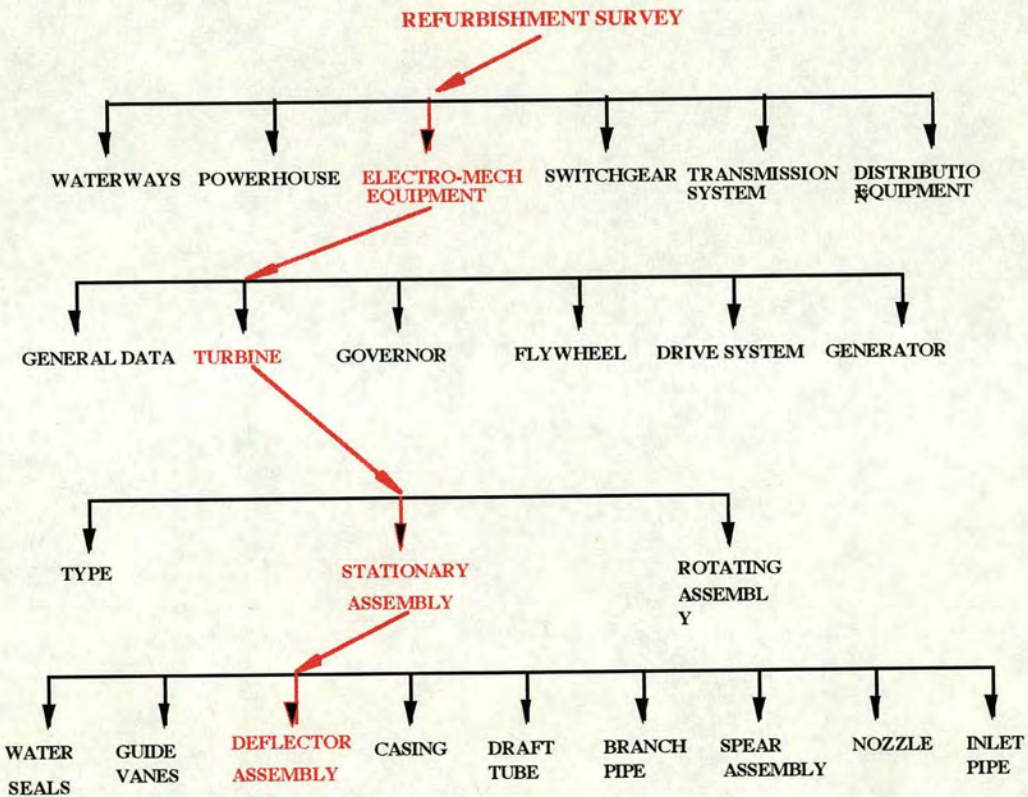 REFURBISHMENT SURVEY
WATERWAYS
POWERHOUSE
ELECTRO-MECH
EQUIPMENT
SWITCHGEAR
TRANSMISSION
SYSTEM
DISTRIBUTIO
N
EQUIPMENT
GENERAL DATA
TURBINE
GOVERNOR
FLYWHEEL
DRIVE SYSTEM
GENERATOR
TYPE
STATIONARY
ASSEMBLY
ROTATING
ASSEMBL
Y
WATER
SEALS
GUIDE
VANES
DEFLECTOR
ASSEMBLY
CASING
DRAFT
TUBE
BRANCH
PIPE
SPEAR
ASSEMBLY
NOZZLE
INLET
PIPE